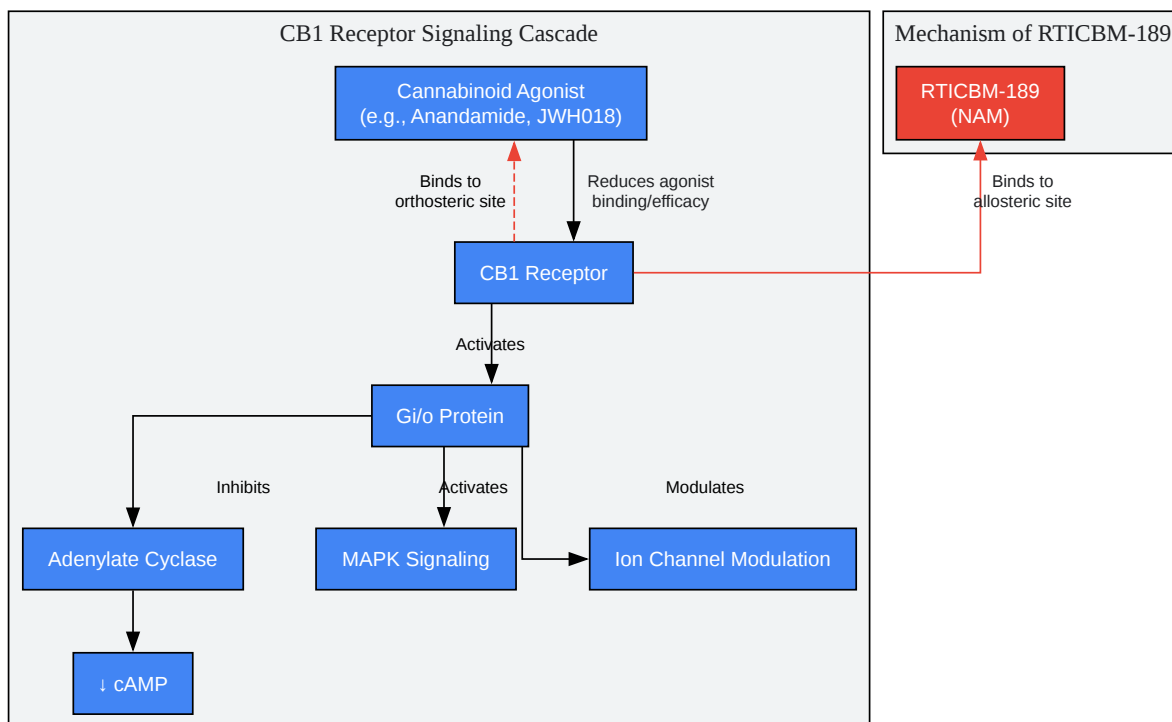 CB1 Receptor Signaling Cascade
Mechanism of RTICBM-189
Cannabinoid Agonist
(e.g., Anandamide, JWH018)
RTICBM-189
(NAM)
Binds to
orthosteric site
Reduces agonist
binding/efficacy
Binds to
allosteric site
CB1 Receptor
Activates
Gi/o Protein
Inhibits
Activates
Modulates
Adenylate Cyclase
MAPK Signaling
Ion Channel Modulation
↓ cAMP